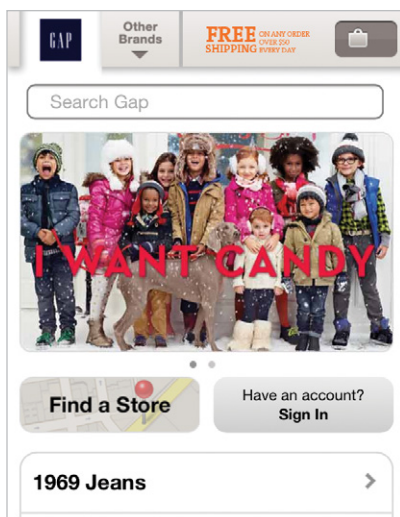 GAP
Other
Brands
FREE ON ANY ORDER
SHIPPING OVER $50
EVERY DAY
Search Gap
I WANT CANDY
Find a Store
Have an account?
Sign In
1969 Jeans